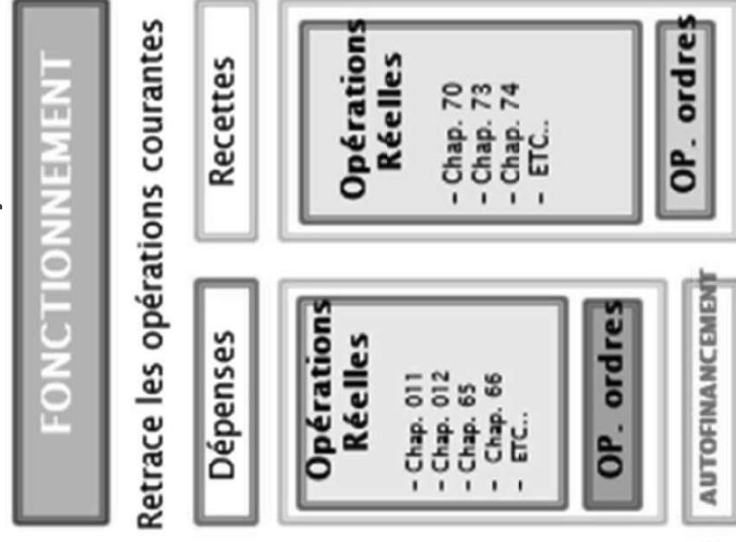 FONCTIONNEMENT
Retrace les opérations courantes
Dépenses
Opérations
Réelles
- Chap. 011
- Chap. 012
- Chap. 65
- Chap. 66
- ETC..
OP. ordres
AUTOFINANCEMENT
Recettes
Opérations
Réelles
- Chap. 70
- Chap. 73
- Chap. 74
- ETC..
OP. ordres